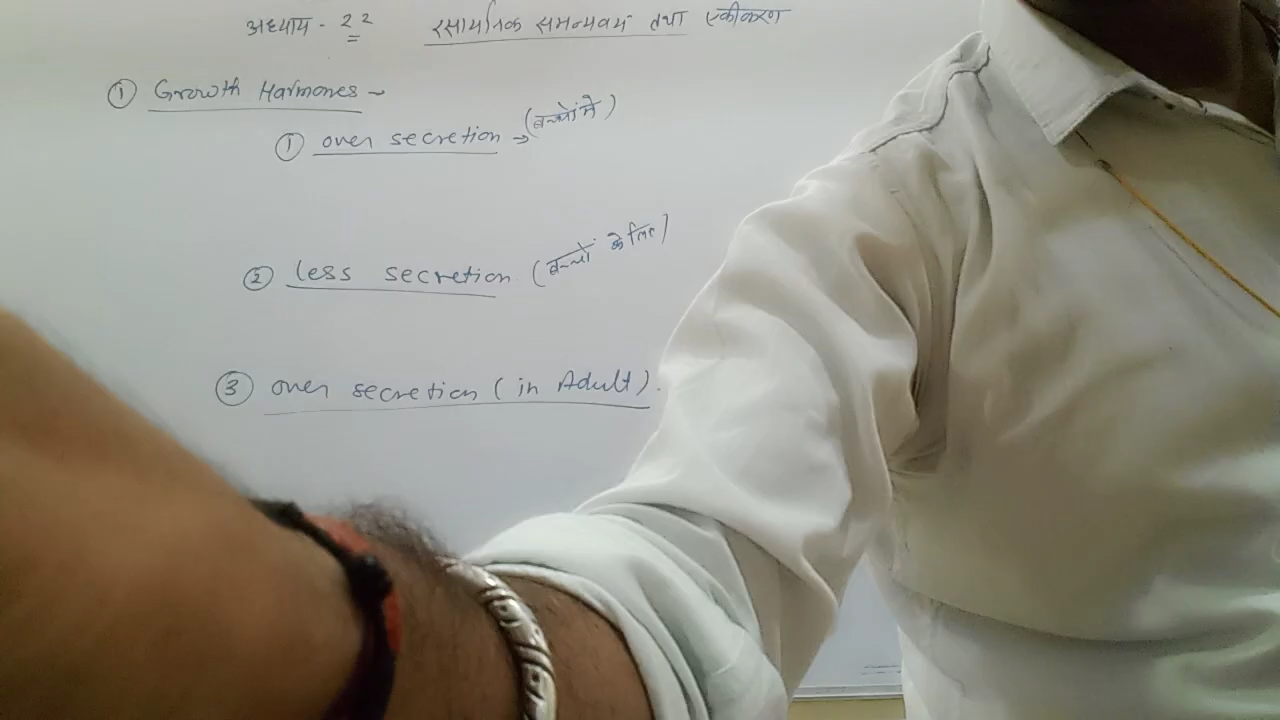 अध्याय - 22 रसायनिक समन्यवय तथा एकीकरण
① Growth Harmones ~
① over secretion → (बच्चों में)
② Less secretion (बच्चों के लिए)
③ over secretion (in Adult).